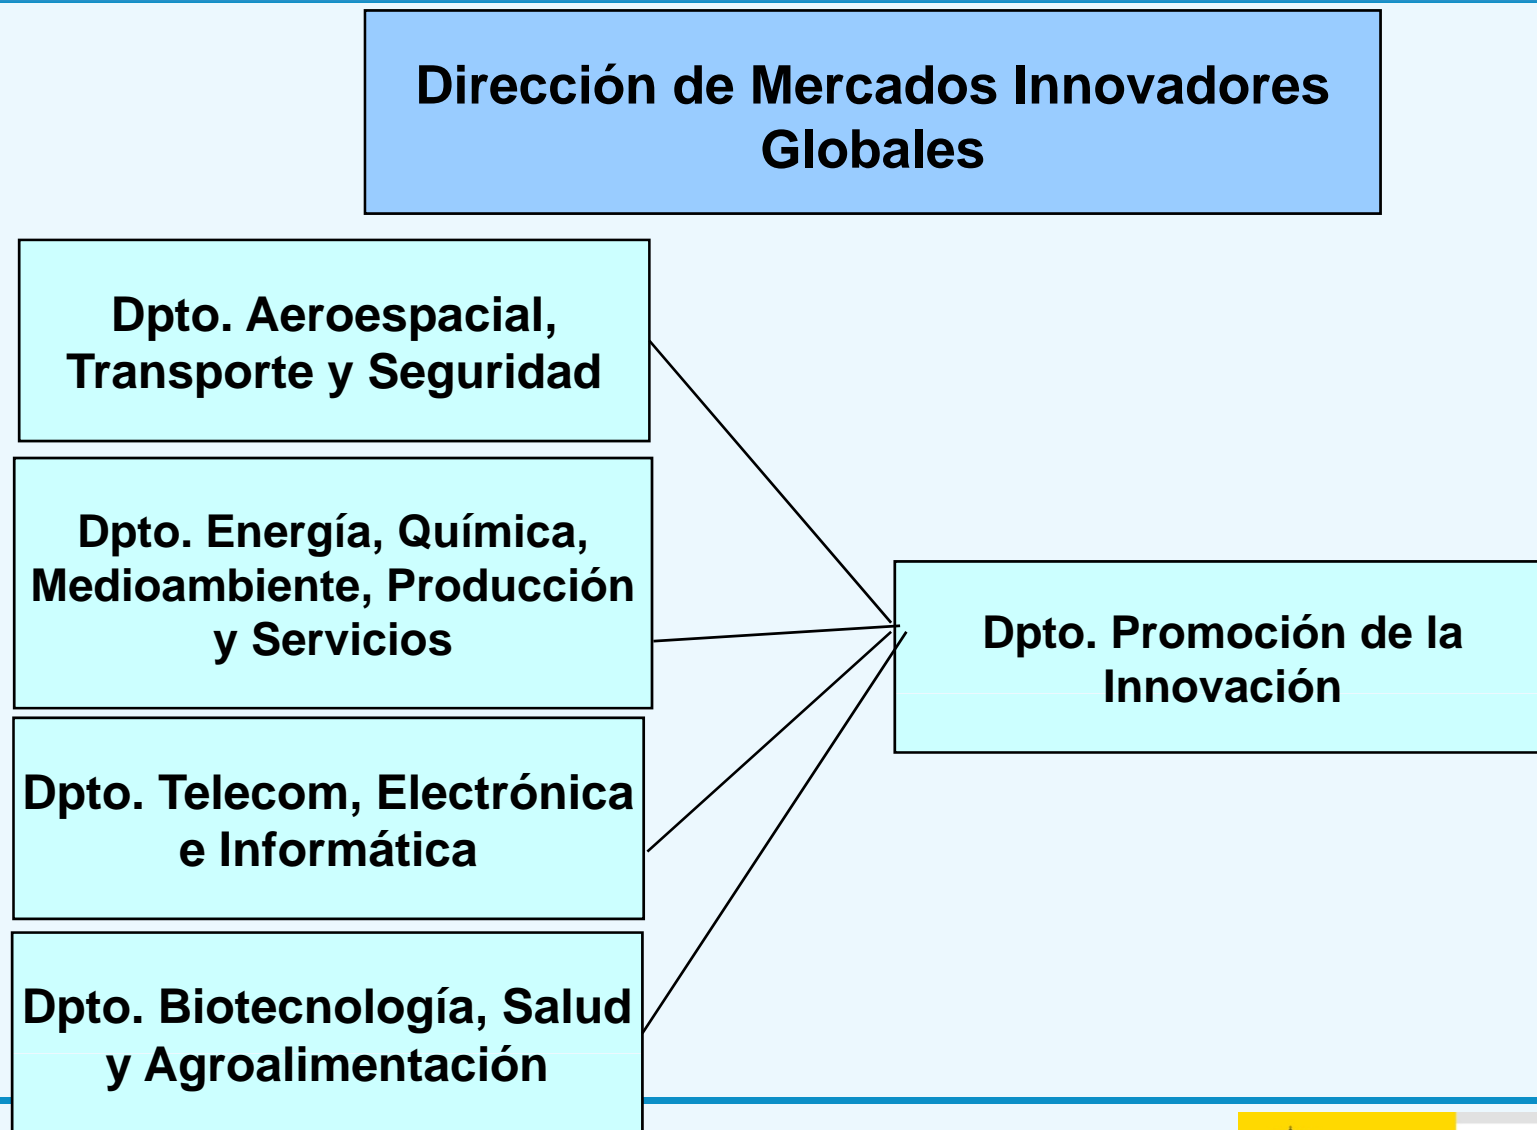 Dirección de Mercados Innovadores
Globales
Dpto. Aeroespacial,
Transporte y Seguridad
Dpto. Energía, Química,
Medioambiente, Producción
y Servicios
Dpto. Promoción de la
Innovación
Dpto. Telecom, Electrónica
e Informática
Dpto. Biotecnología, Salud
y Agroalimentación